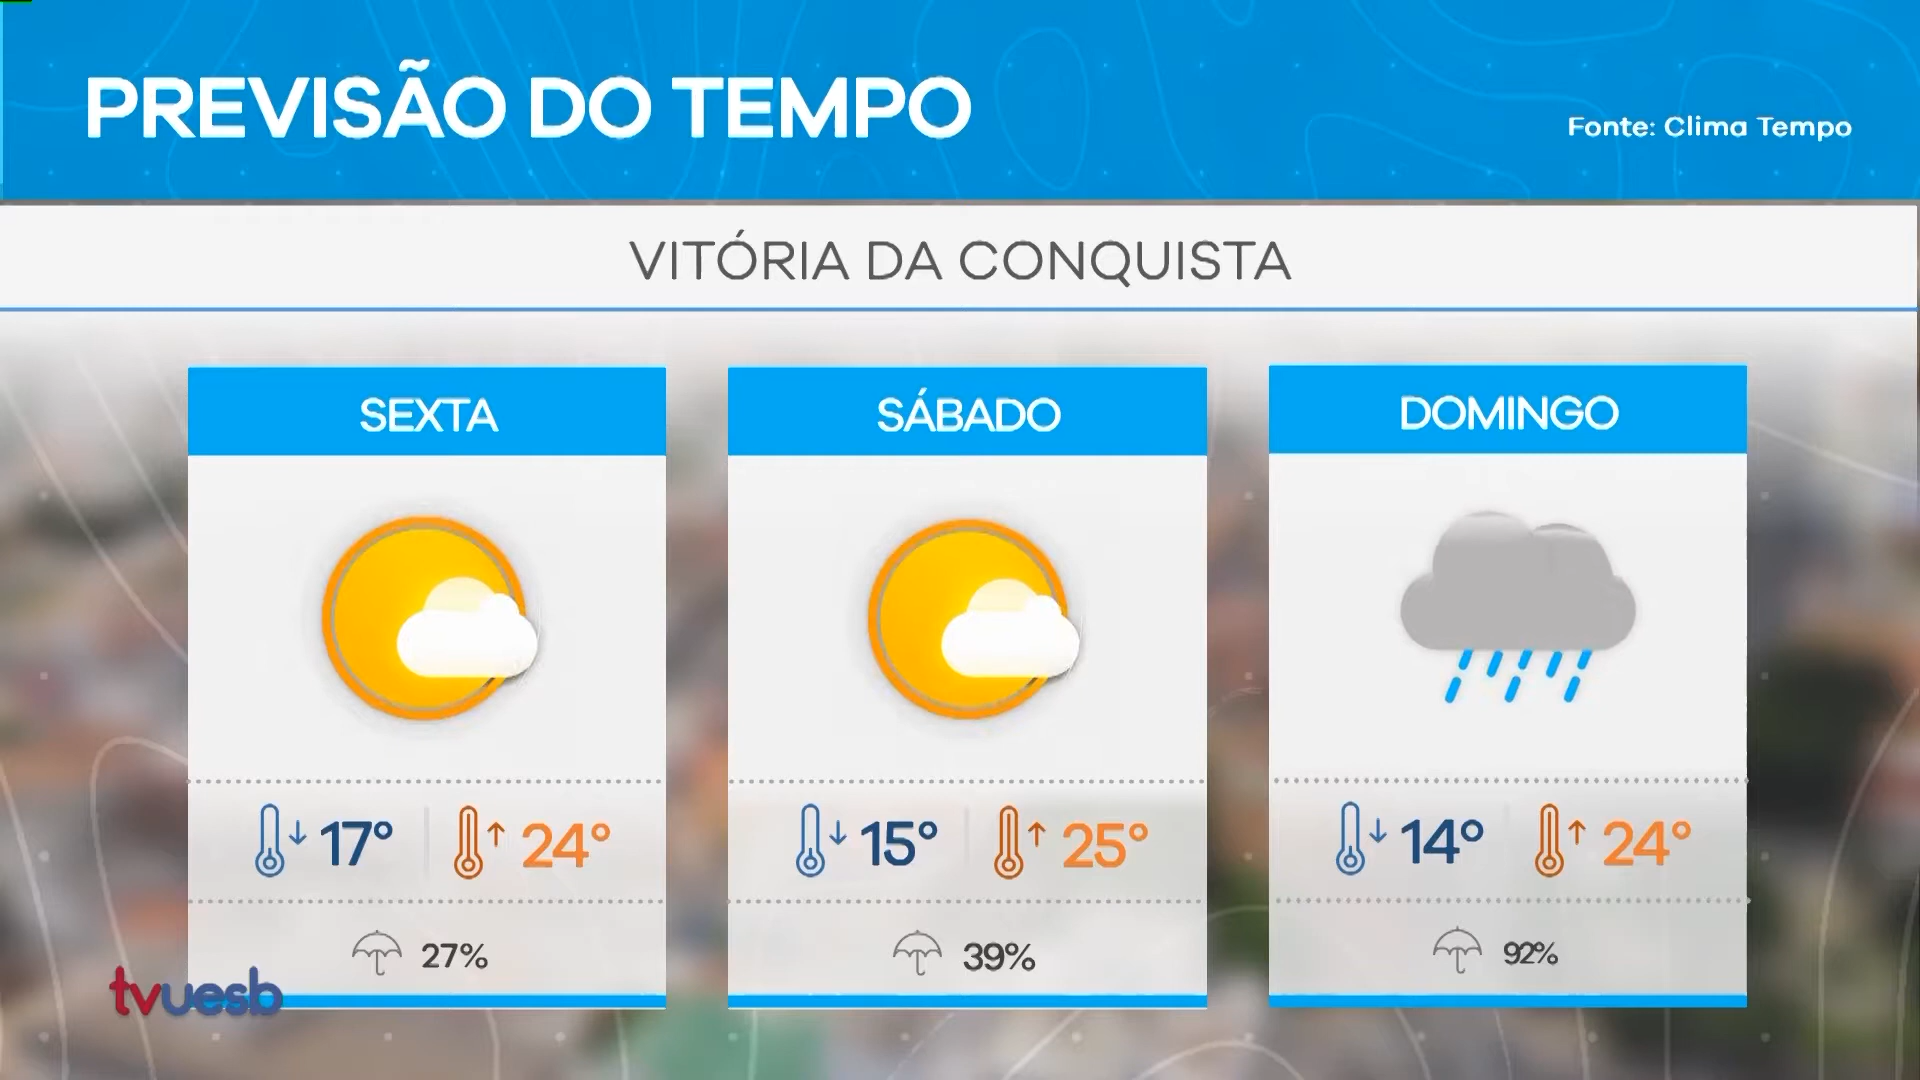 PREVISÃO DO TEMPO
Fonte: Clima Tempo
VITÓRIA DA CONQUISTA
SEXTA
17° 24°
27%
SÁBADO
15° 25°
39%
DOMINGO
14° 24°
92%
tvuesb